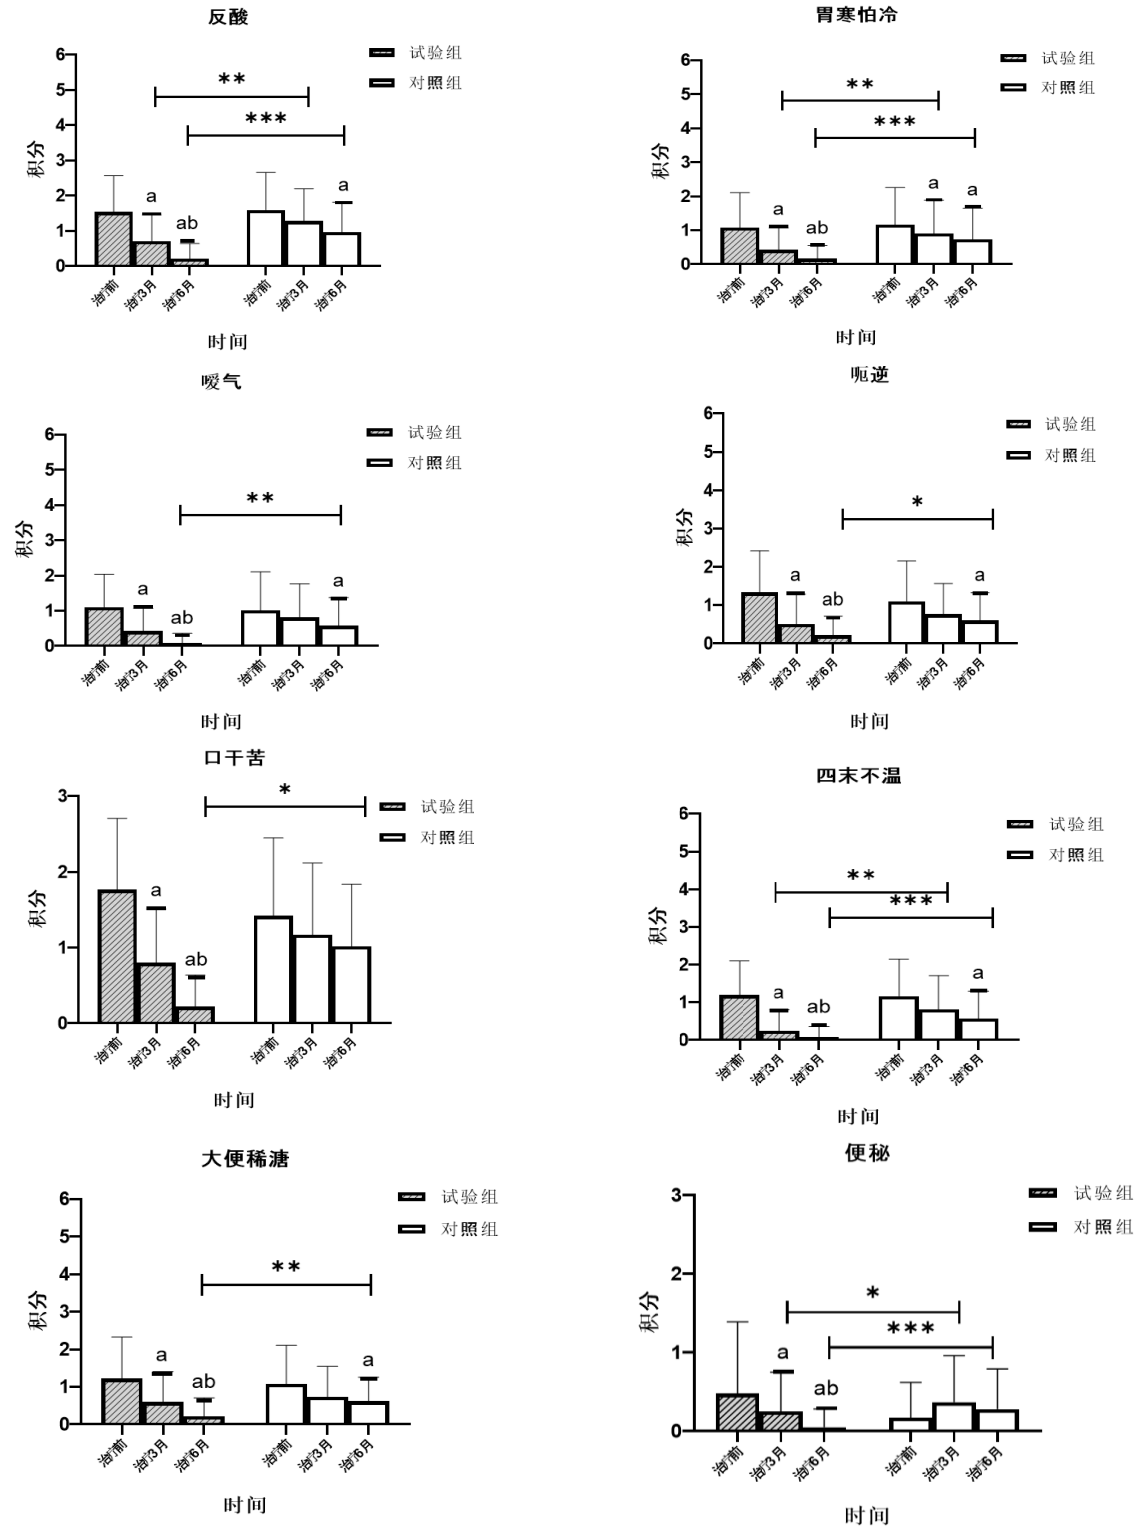 反酸
试验组
对照组
**
***
a
ab
a
6
5
4
3
2
1
0
积分
治疗前
治疗3月
治疗6月
治疗前
治疗3月
治疗6月
时间
胃寒怕冷
试验组
对照组
**
***
a
ab
a
a
6
5
4
3
2
1
0
积分
治疗前
治疗3月
治疗6月
治疗前
治疗3月
治疗6月
时间
嗳气
试验组
对照组
**
a
ab
a
6
5
4
3
2
1
0
积分
治疗前
治疗3月
治疗6月
治疗前
治疗3月
治疗6月
时间
呃逆
试验组
对照组
*
a
ab
a
6
5
4
3
2
1
0
积分
治疗前
治疗3月
治疗6月
治疗前
治疗3月
治疗6月
时间
口干苦
试验组
对照组
*
a
ab
3
2
1
0
积分
治疗前
治疗3月
治疗6月
治疗前
治疗3月
治疗6月
时间
四末不温
试验组
对照组
**
***
a
ab
a
6
5
4
3
2
1
0
积分
治疗前
治疗3月
治疗6月
治疗前
治疗3月
治疗6月
时间
大便稀溏
试验组
对照组
**
a
ab
a
6
5
4
3
2
1
0
积分
治疗前
治疗3月
治疗6月
治疗前
治疗3月
治疗6月
时间
便秘
试验组
对照组
*
***
a
ab
3
2
1
0
积分
治疗前
治疗3月
治疗6月
治疗前
治疗3月
治疗6月
时间